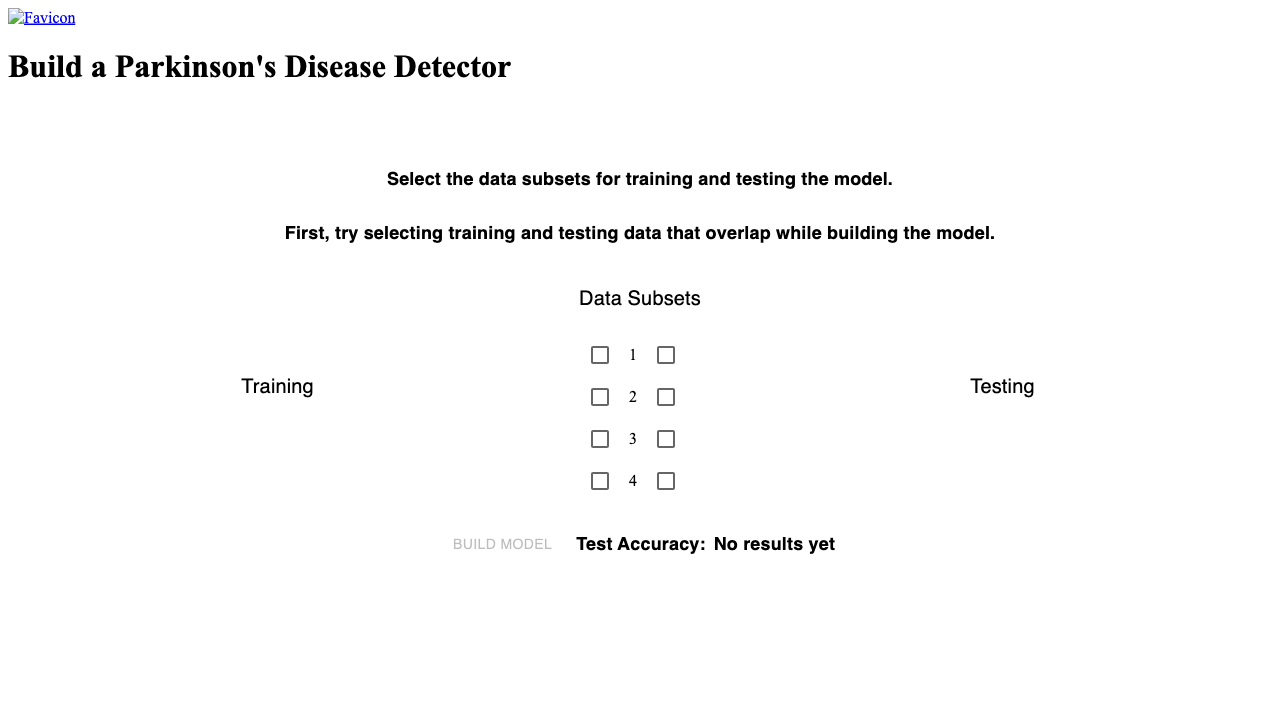 Favicon
Build a Parkinson's Disease Detector
Select the data subsets for training and testing the model.
First, try selecting training and testing data that overlap while building the model.
Data Subsets
Training
1
2
3
4
Testing
BUILD MODEL
Test Accuracy: No results yet